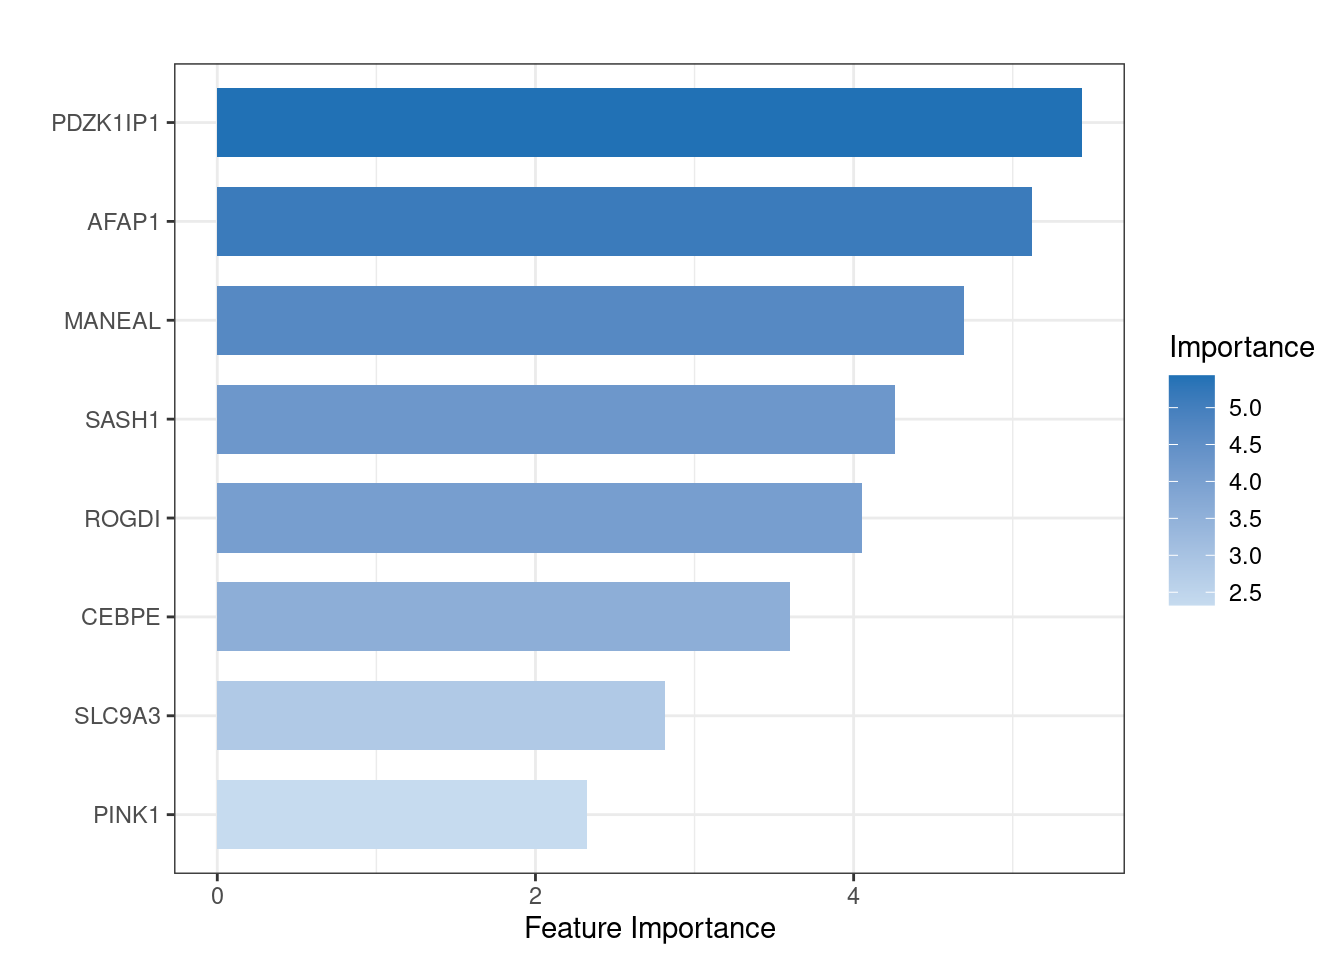 PDZK1IP1
AFAP1
MANEAL
SASH1
ROGDI
CEBPE
SLC9A3
PINK1
0 2 4
Feature Importance
Importance
5.0
4.5
4.0
3.5
3.0
2.5